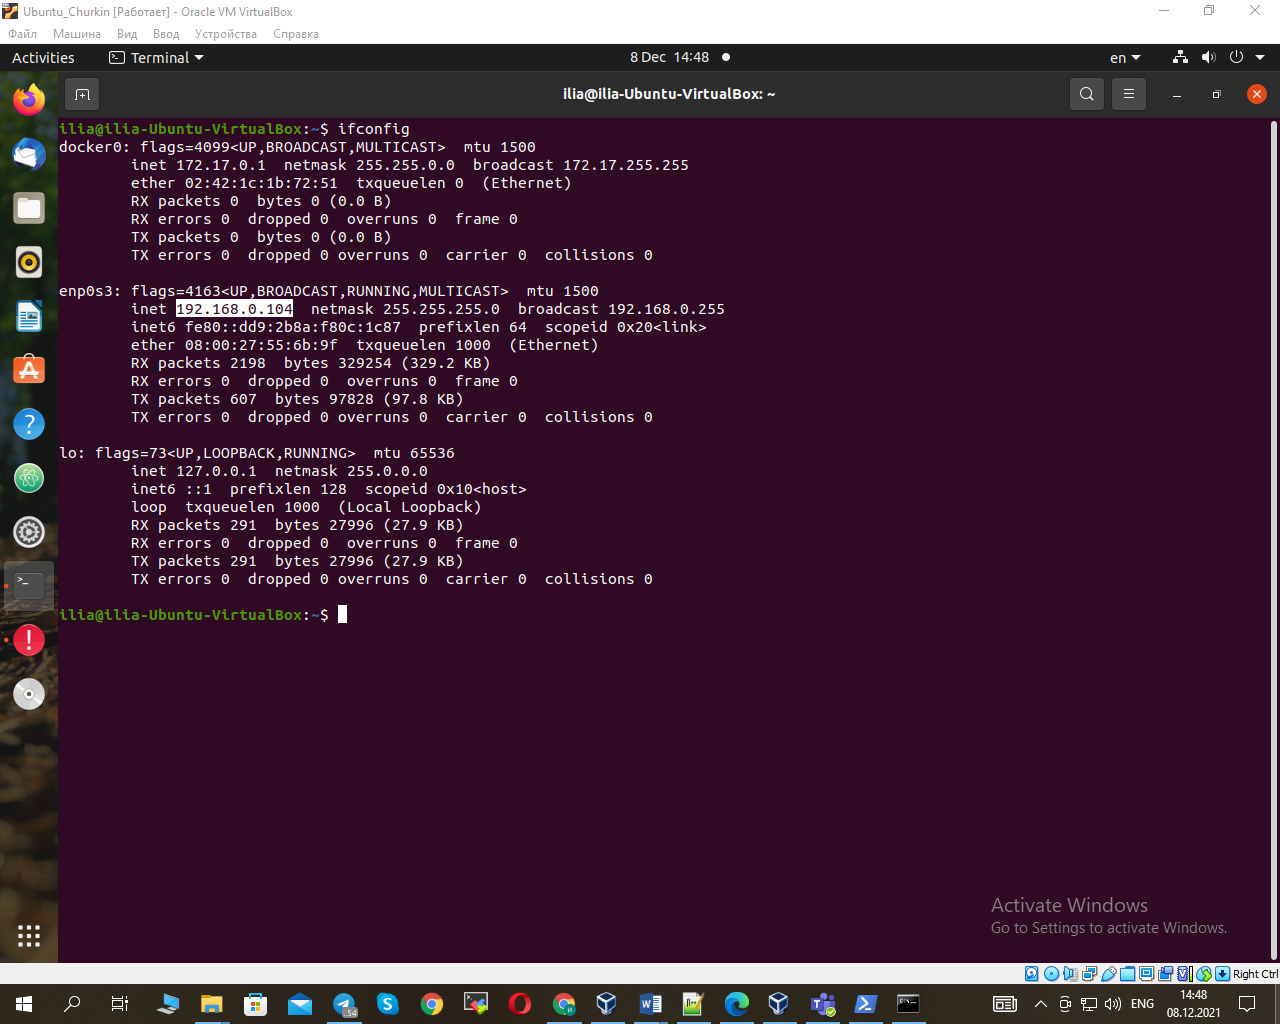 Ubuntu_Churkin [Работает] - Oracle VM VirtualBox
Файл Машина Вид Ввод Устройства Справка
Activities Terminal 8 Dec 14:48 en
ilia@ilia-Ubuntu-VirtualBox: ~
ilia@ilia-Ubuntu-VirtualBox:~$ ifconfig
docker0: flags=4099<UP,BROADCAST,MULTICAST>  mtu 1500
        inet 172.17.0.1  netmask 255.255.0.0  broadcast 172.17.255.255
        ether 02:42:1c:1b:72:51  txqueuelen 0  (Ethernet)
        RX packets 0  bytes 0 (0.0 B)
        RX errors 0  dropped 0  overruns 0  frame 0
        TX packets 0  bytes 0 (0.0 B)
        TX errors 0  dropped 0 overruns 0  carrier 0  collisions 0
enp0s3: flags=4163<UP,BROADCAST,RUNNING,MULTICAST>  mtu 1500
        inet 192.168.0.104  netmask 255.255.255.0  broadcast 192.168.0.255
        inet6 fe80::dd9:2b8a:f80c:1c87  prefixlen 64  scopeid 0x20<link>
        ether 08:00:27:55:6b:9f  txqueuelen 1000  (Ethernet)
        RX packets 2198  bytes 329254 (329.2 KB)
        RX errors 0  dropped 0  overruns 0  frame 0
        TX packets 607  bytes 97828 (97.8 KB)
        TX errors 0  dropped 0 overruns 0  carrier 0  collisions 0
lo: flags=73<UP,LOOPBACK,RUNNING>  mtu 65536
        inet 127.0.0.1  netmask 255.0.0.0
        inet6 ::1  prefixlen 128  scopeid 0x10<host>
        loop  txqueuelen 1000  (Local Loopback)
        RX packets 291  bytes 27996 (27.9 KB)
        RX errors 0  dropped 0  overruns 0  frame 0
        TX packets 291  bytes 27996 (27.9 KB)
        TX errors 0  dropped 0 overruns 0  carrier 0  collisions 0
ilia@ilia-Ubuntu-VirtualBox:~$
Activate Windows
Go to Settings to activate Windows.
Right Ctrl
54
ENG
14:48
08.12.2021